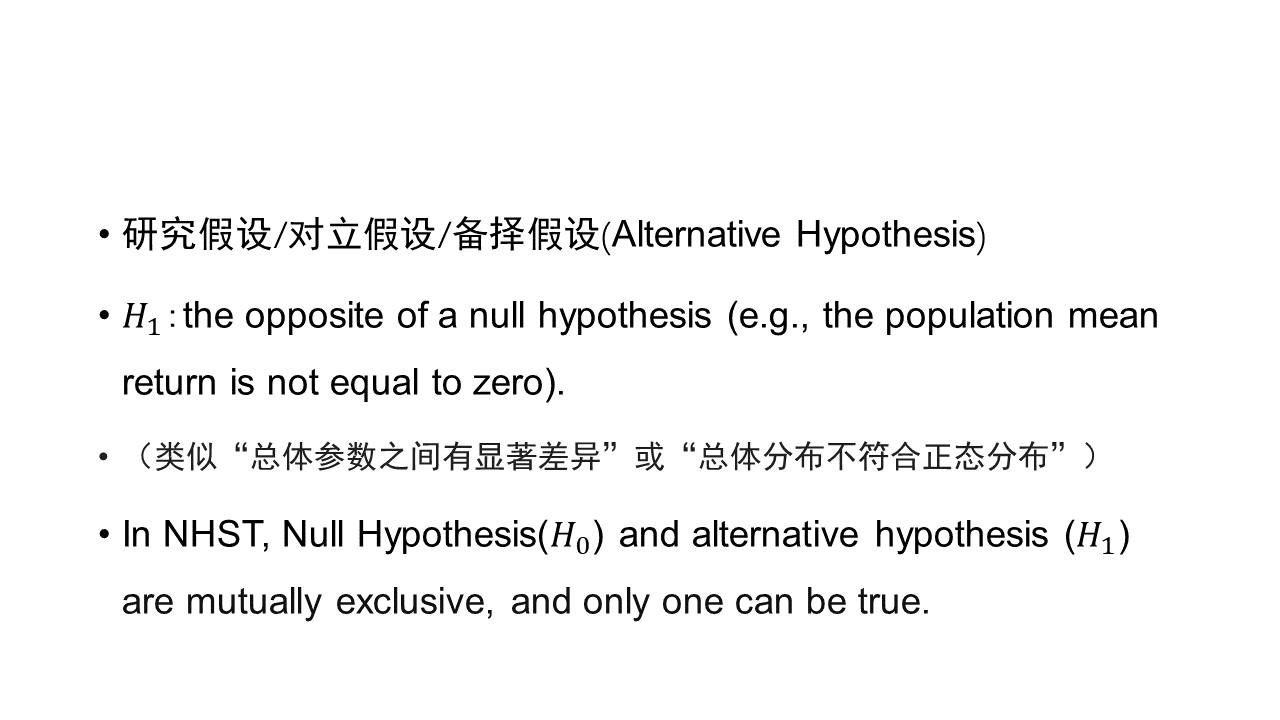 • 研究假设/对立假设/备择假设(Alternative Hypothesis)
• 𝐻₁：the opposite of a null hypothesis (e.g., the population mean
return is not equal to zero).
• （类似“总体参数之间有显著差异”或“总体分布不符合正态分布”）
• In NHST, Null Hypothesis(𝐻₀) and alternative hypothesis (𝐻₁)
are mutually exclusive, and only one can be true.